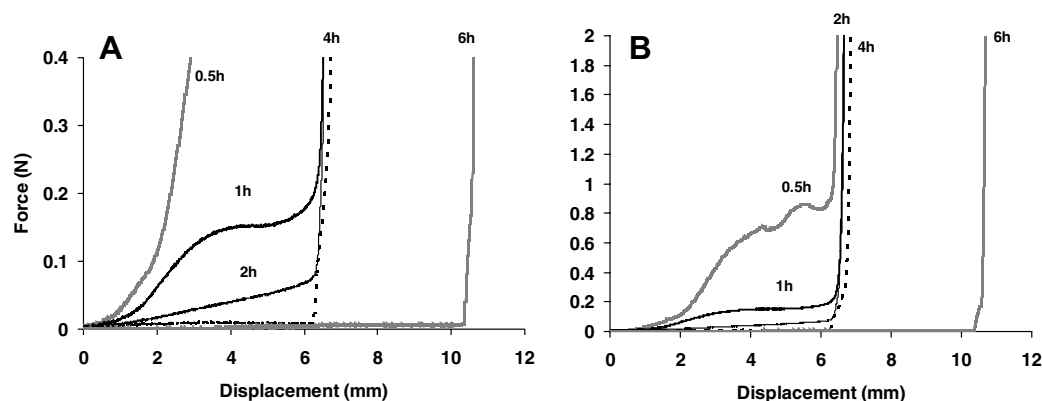 A
4h
6h
0.4
0.5h
0.3
Force (N)
0.2
1h
0.1
2h
0
0 2 4 6 8 10 12
Displacement (mm)
B
2h
4h
6h
2
1.8
1.6
1.4
1.2
1
0.5h
0.8
0.6
0.4
1h
0.2
0
0 2 4 6 8 10 12
Displacement (mm)